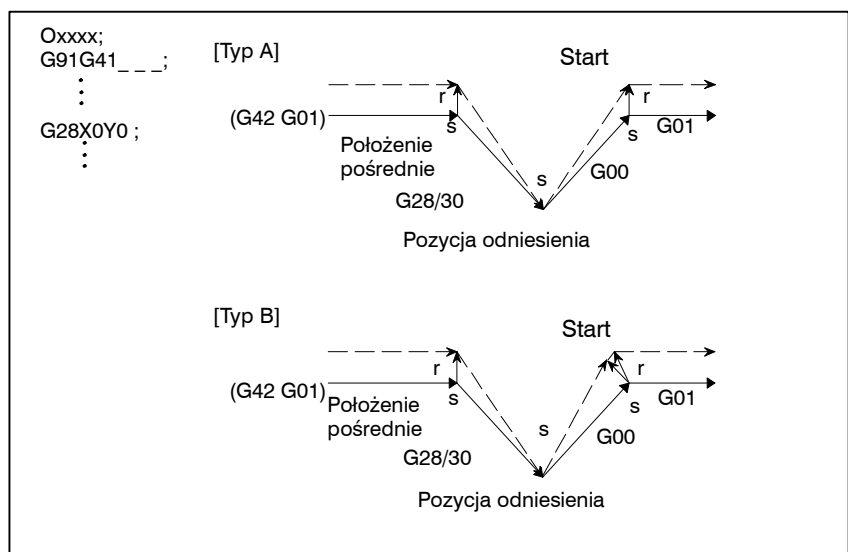 Oxxxx;
G91G41_ _ _;
G28X0Y0 ;
[Typ A]
Start
r
r
(G42 G01)
s
s
G01
Położenie
pośrednie
s
G00
G28/30
Pozycja odniesienia
[Typ B]
Start
r
r
(G42 G01)
s
s
G01
Położenie
pośrednie
s
G00
G28/30
Pozycja odniesienia